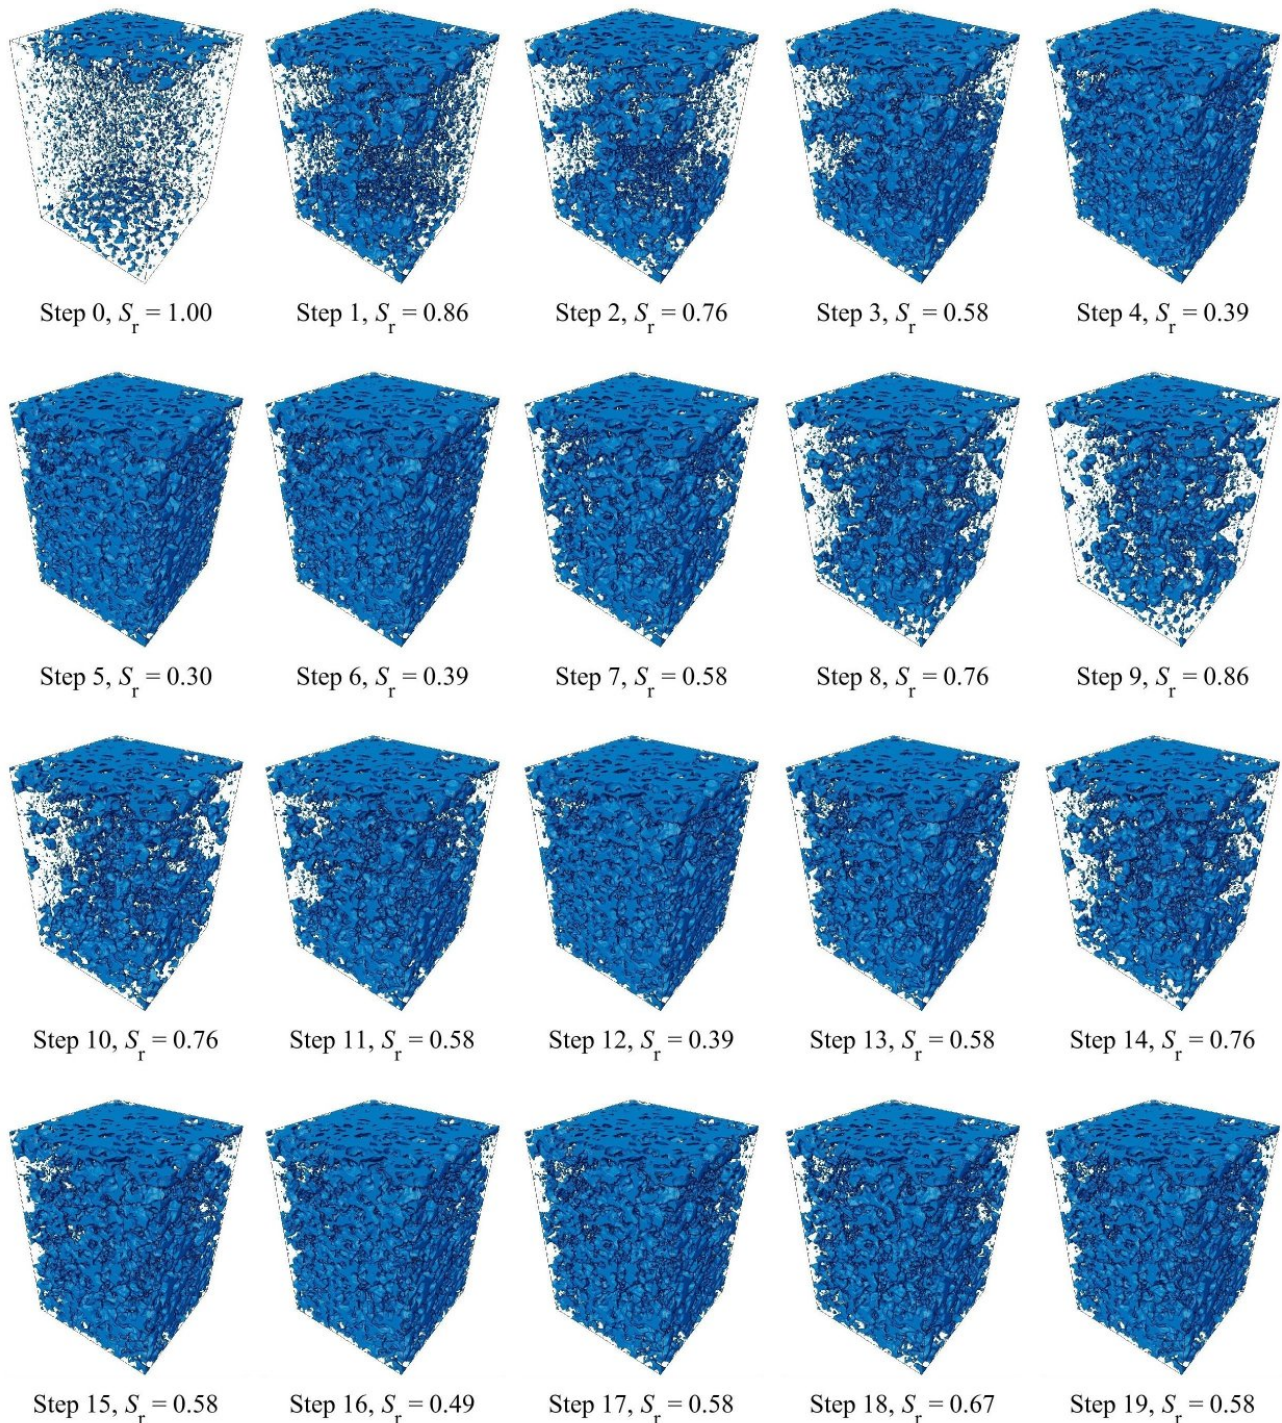 Step 0, Sr = 1.00
Step 1, Sr = 0.86
Step 2, Sr = 0.76
Step 3, Sr = 0.58
Step 4, Sr = 0.39
Step 5, Sr = 0.30
Step 6, Sr = 0.39
Step 7, Sr = 0.58
Step 8, Sr = 0.76
Step 9, Sr = 0.86
Step 10, Sr = 0.76
Step 11, Sr = 0.58
Step 12, Sr = 0.39
Step 13, Sr = 0.58
Step 14, Sr = 0.76
Step 15, Sr = 0.58
Step 16, Sr = 0.49
Step 17, Sr = 0.58
Step 18, Sr = 0.67
Step 19, Sr = 0.58